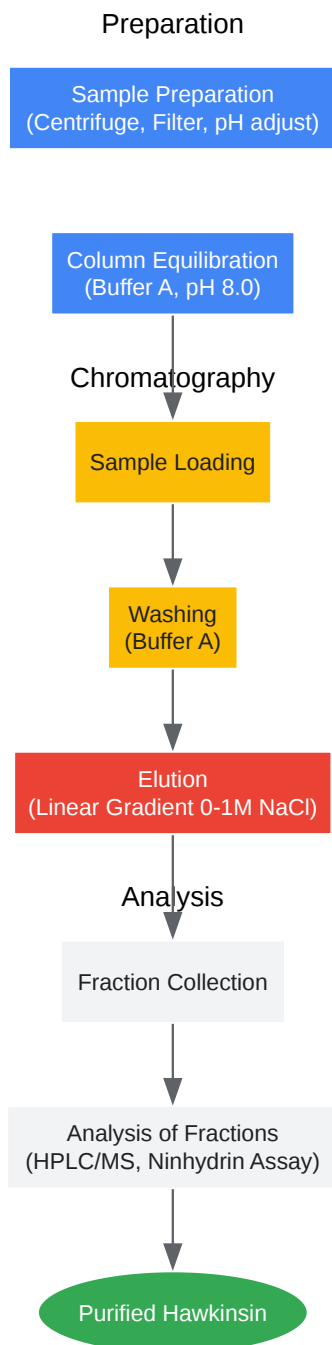 Preparation
Sample Preparation
(Centrifuge, Filter, pH adjust)
Column Equilibration
(Buffer A, pH 8.0)
Chromatography
Sample Loading
Washing
(Buffer A)
Elution
(Linear Gradient 0-1M NaCl)
Analysis
Fraction Collection
Analysis of Fractions
(HPLC/MS, Ninhydrin Assay)
Purified Hawkinsin